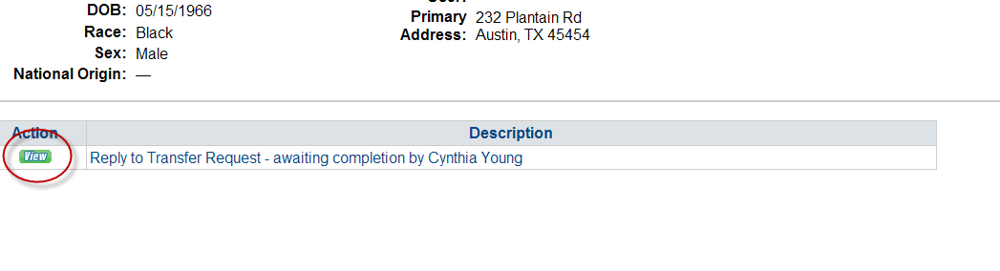 DOB: 05/15/1966
Race: Black
Sex: Male
National Origin: —
Primary Address: 232 Plantain Rd
Austin, TX 45454
Action Description
View Reply to Transfer Request - awaiting completion by Cynthia Young